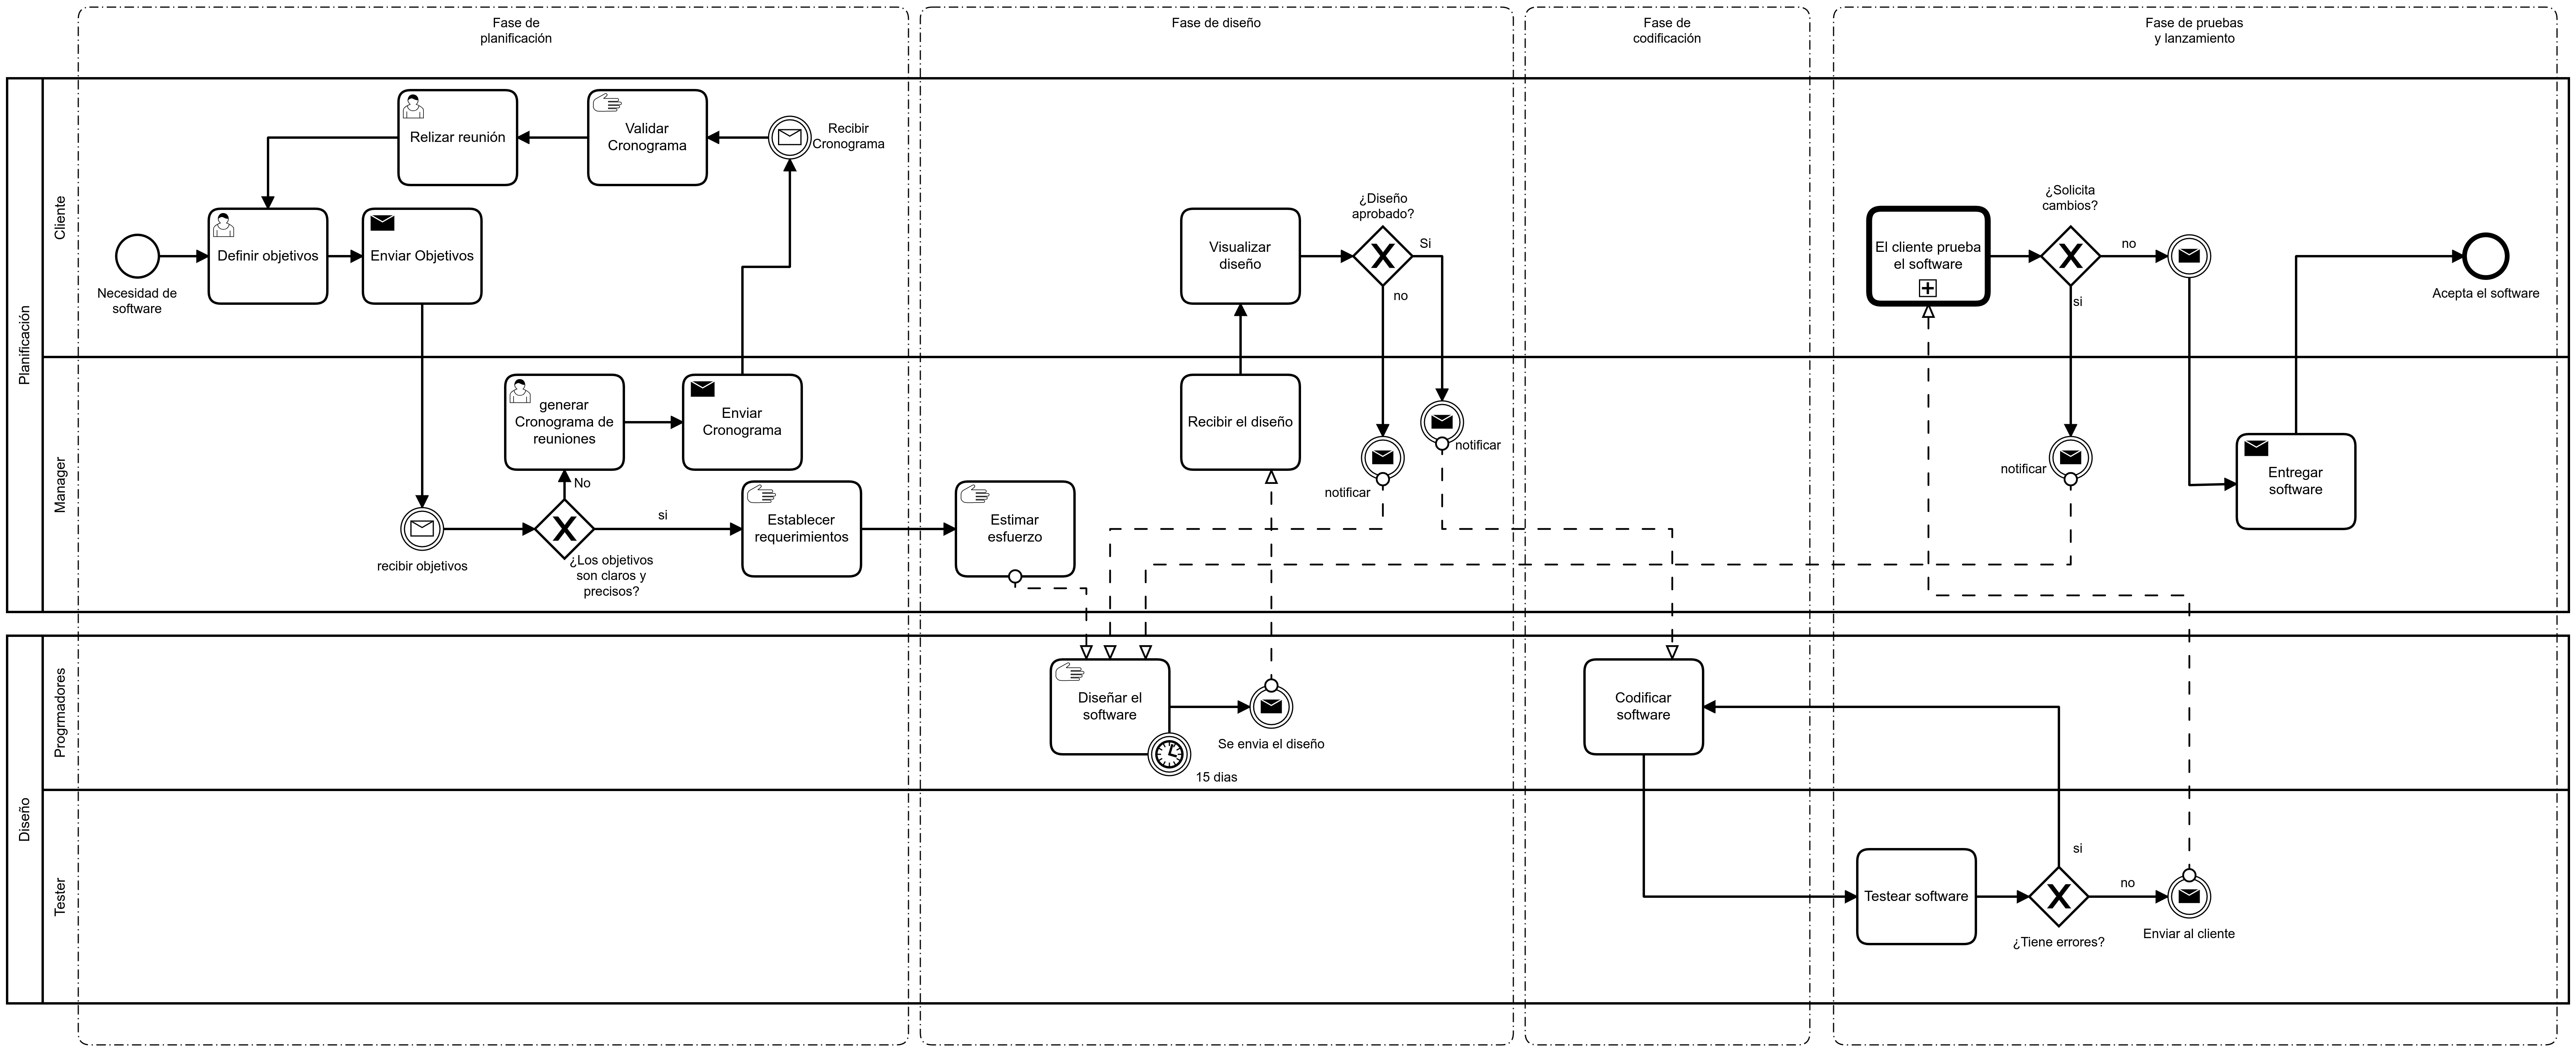 Fase de
planificación
Fase de diseño
Fase de
codificación
Fase de pruebas
y lanzamiento
Planificación
Cliente
Relizar reunión
Validar
Cronograma
Recibir
Cronograma
Necesidad de
software
Definir objetivos
Enviar Objetivos
Visualizar
diseño
¿Diseño
aprobado?
Si
no
El cliente prueba
el software
¿Solicita
cambios?
no
si
Acepta el software
Manager
generar
Cronograma de
reuniones
Enviar
Cronograma
No
si
recibir objetivos
¿Los objetivos
son claros y
precisos?
Establecer
requerimientos
Estimar
esfuerzo
Recibir el diseño
notificar
notificar
notificar
Entregar
software
Diseño
Progrmadores
Diseñar el
software
15 dias
Se envia el diseño
Codificar
software
Tester
Testear software
¿Tiene errores?
si
no
Enviar al cliente